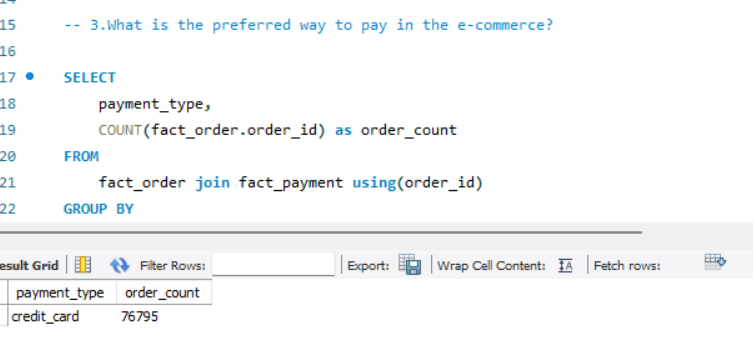 15 -- 3.What is the preferred way to pay in the e-commerce?
16
17 SELECT
18 payment_type,
19 COUNT(fact_order.order_id) as order_count
20 FROM
21 fact_order join fact_payment using(order_id)
22 GROUP BY
Grid Filter Rows: Export: Wrap Cell Content: Fetch rows:
payment_type order_count
credit_card 76795